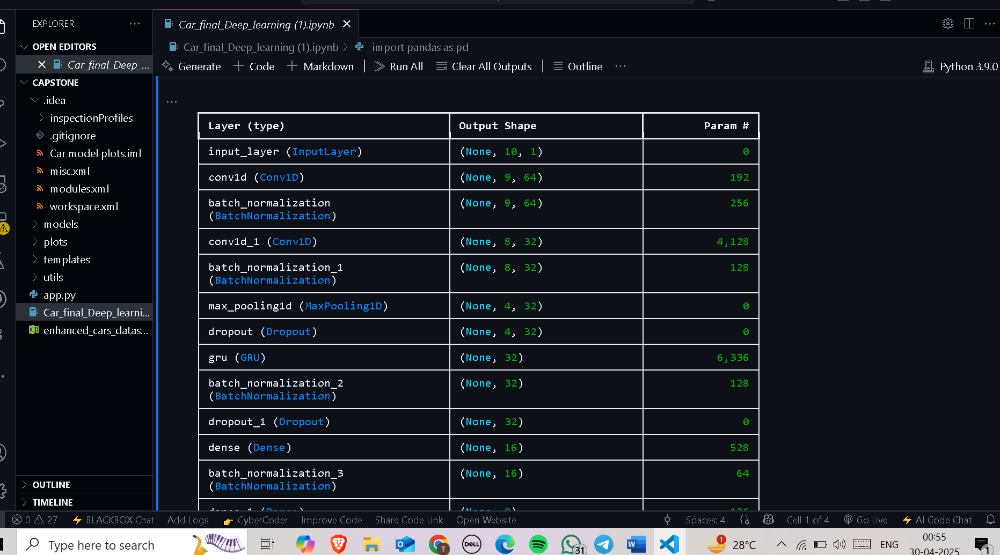 EXPLORER
OPEN EDITORS
Car_final_Deep_...
CAPSTONE
.idea
inspectionProfiles
.gitignore
Car model plots.iml
misc.xml
modules.xml
workspace.xml
models
plots
templates
utils
app.py
Car_final_Deep_learni...
enhanced_cars_datas...
OUTLINE
TIMELINE
Car_final_Deep_learning (1).ipynb
Car_final_Deep_learning (1).ipynb > import pandas as pd
Generate + Code + Markdown | Run All Clear All Outputs | Outline ...
Python 3.9.0
...
Layer (type) Output Shape Param #
input_layer (InputLayer) (None, 10, 1) 0
conv1d (Conv1D) (None, 9, 64) 192
batch_normalization (None, 9, 64) 256
(BatchNormalization)
conv1d_1 (Conv1D) (None, 8, 32) 4,128
batch_normalization_1 (None, 8, 32) 128
(BatchNormalization)
max_pooling1d (MaxPooling1D) (None, 4, 32) 0
dropout (Dropout) (None, 4, 32) 0
gru (GRU) (None, 32) 6,336
batch_normalization_2 (None, 32) 128
(BatchNormalization)
dropout_1 (Dropout) (None, 32) 0
dense (Dense) (None, 16) 528
batch_normalization_3 (None, 16) 64
(BatchNormalization)
0 27 BLACKBOX Chat Add Logs CyberCoder Improve Code Share Code Link Open Website Spaces: 4 Cell 1 of 4 Go Live AI Code Chat
Type here to search
DELL
T
31
1
28°C
ENG
00:55
30-04-2025
1